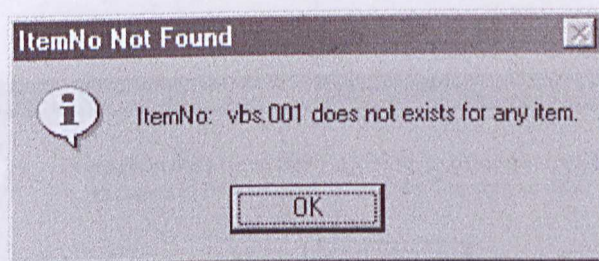 ItemNo Not Found
ItemNo: vbs.001 does not exists for any item.
OK